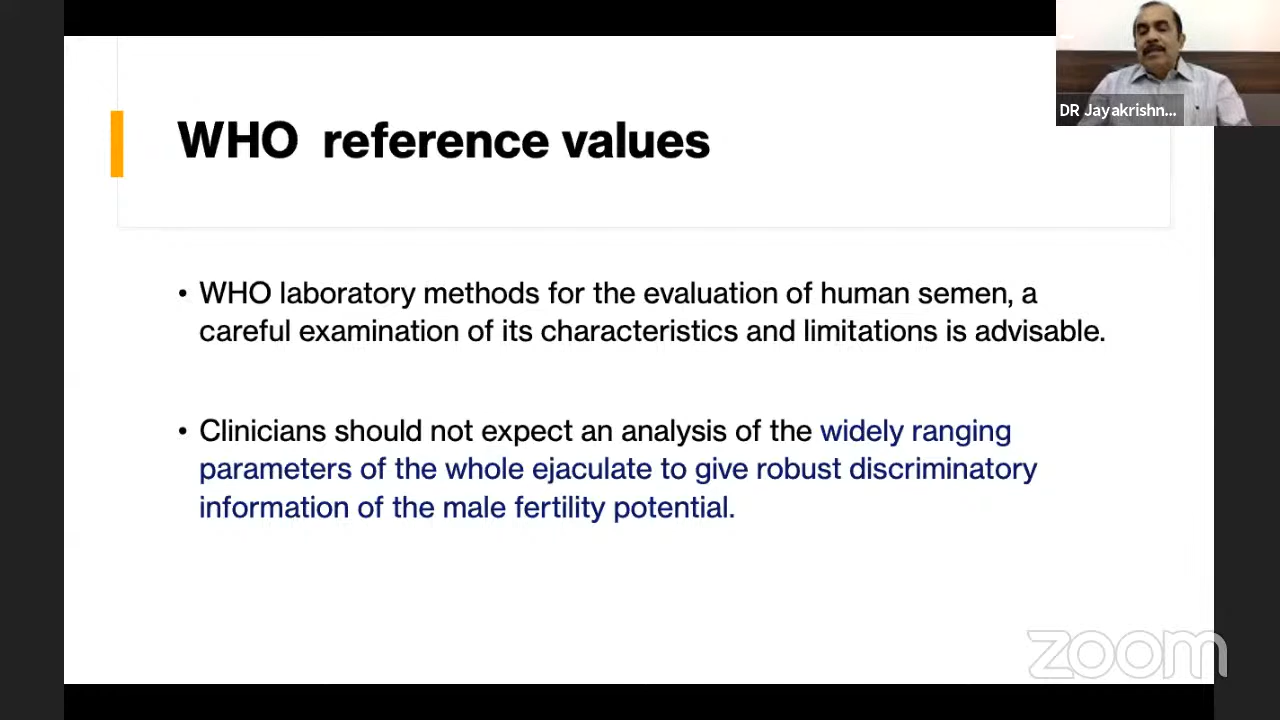 DR Jayakrishn...
WHO reference values
• WHO laboratory methods for the evaluation of human semen, a
careful examination of its characteristics and limitations is advisable.
• Clinicians should not expect an analysis of the widely ranging
parameters of the whole ejaculate to give robust discriminatory
information of the male fertility potential.
zoom